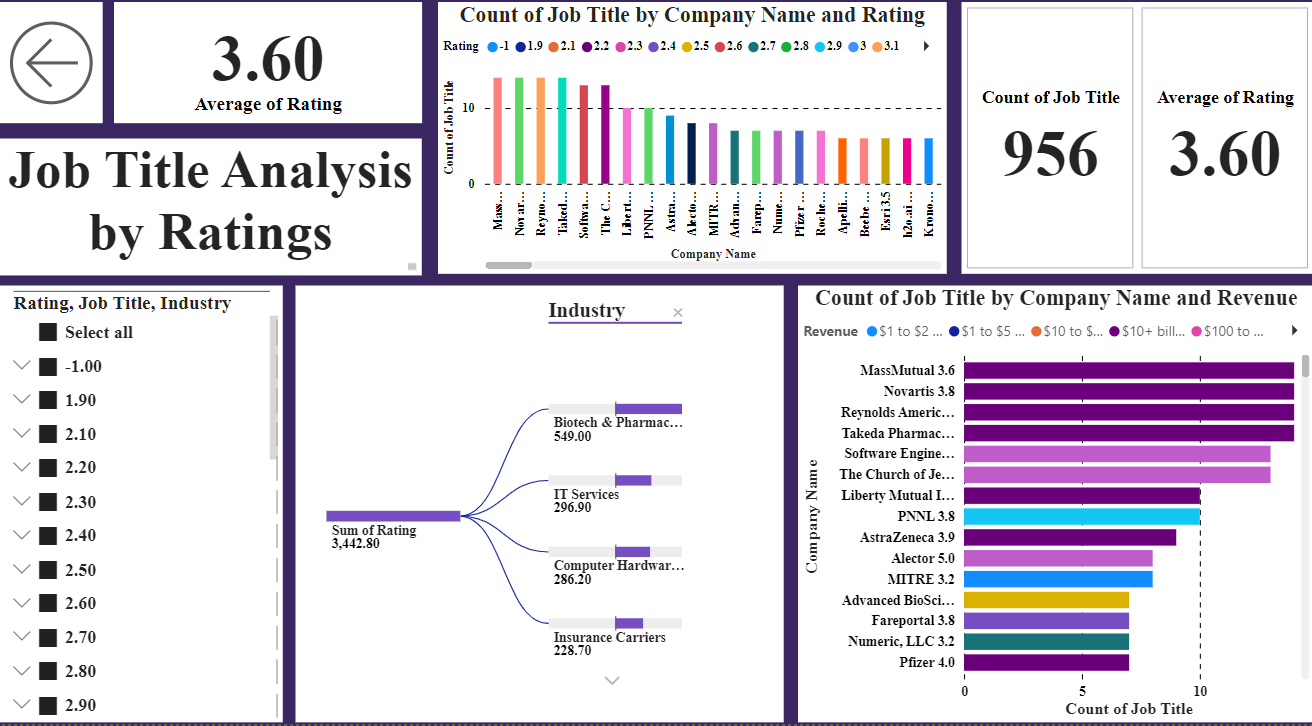 3.60
Average of Rating
Job Title Analysis
by Ratings
Count of Job Title by Company Name and Rating
Rating -1 1.9 2.1 2.2 2.3 2.4 2.5 2.6 2.7 2.8 2.9 3 3.1
Count of Job Title
10
0
Mass...
Novar...
Reyno...
Taked...
Softwa...
The C...
Libert...
PNNL ...
Astra...
Alecto...
MITR...
Advan...
Farep...
Nume...
Pfizer ...
Roche...
Apelli...
Beebe ...
Esri 3.5
h2o.ai ...
Krono...
Company Name
Count of Job Title
956
Average of Rating
3.60
Rating, Job Title, Industry
Select all
-1.00
1.90
2.10
2.20
2.30
2.40
2.50
2.60
2.70
2.80
2.90
Industry
Sum of Rating
3,442.80
Biotech & Pharmac...
549.00
IT Services
296.90
Computer Hardwar...
286.20
Insurance Carriers
228.70
Count of Job Title by Company Name and Revenue
Revenue $1 to $2 ... $1 to $5 ... $10 to $... $10+ bill... $100 to ...
Company Name
MassMutual 3.6
Novartis 3.8
Reynolds Americ...
Takeda Pharmac...
Software Engine...
The Church of Je...
Liberty Mutual I...
PNNL 3.8
AstraZeneca 3.9
Alector 5.0
MITRE 3.2
Advanced BioSci...
Fareportal 3.8
Numeric, LLC 3.2
Pfizer 4.0
0 5 10
Count of Job Title